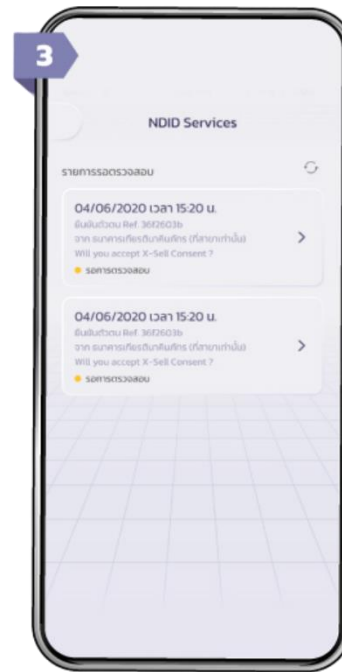 3
NDID Services
รายการรอตรวจสอบ
04/06/2020 เวลา 15:20 น.
ยืนยันตัวตน Ref. 36f2603b
จาก ธนาคารเกียรตินาคินภัทร (ที่สาขาเท่านั้น)
Will you accept X-Sell Consent ?
รอการตรวจสอบ
04/06/2020 เวลา 15:20 น.
ยืนยันตัวตน Ref. 36f2603b
จาก ธนาคารเกียรตินาคินภัทร (ที่สาขาเท่านั้น)
Will you accept X-Sell Consent ?
รอการตรวจสอบ